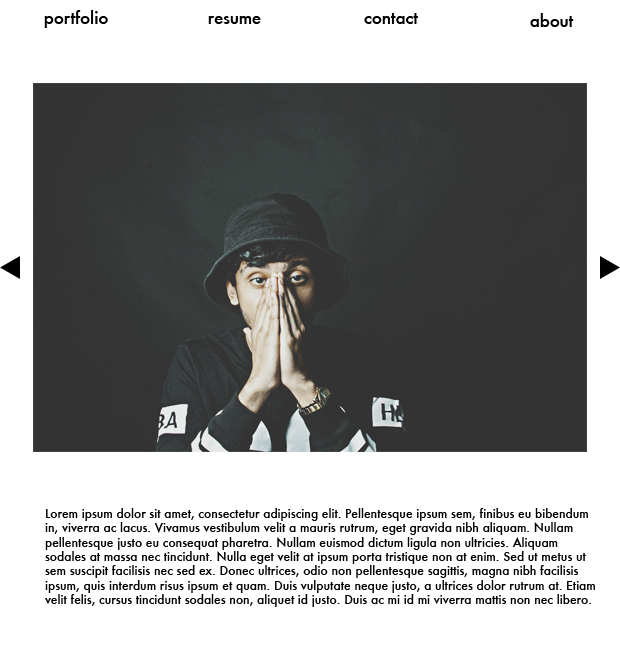 portfolio resume contact about
BA
Lorem ipsum dolor sit amet, consectetur adipiscing elit. Pellentesque ipsum sem, finibus eu bibendum
in, viverra ac lacus. Vivamus vestibulum velit a mauris rutrum, eget gravida nibh aliquam. Nullam
pellentesque justo eu consequat pharetra. Nullam euismod dictum ligula non ultricies. Aliquam
sodales at massa nec tincidunt. Nulla eget velit at ipsum porta tristique non at enim. Sed ut metus ut
sem suscipit facilisis nec sed ex. Donec ultrices, odio non pellentesque sagittis, magna nibh facilisis
ipsum, quis interdum risus ipsum et quam. Duis vulputate neque justo, a ultrices dolor rutrum at. Etiam
velit felis, cursus tincidunt sodales non, aliquet id justo. Duis ac mi id mi viverra mattis non nec libero.